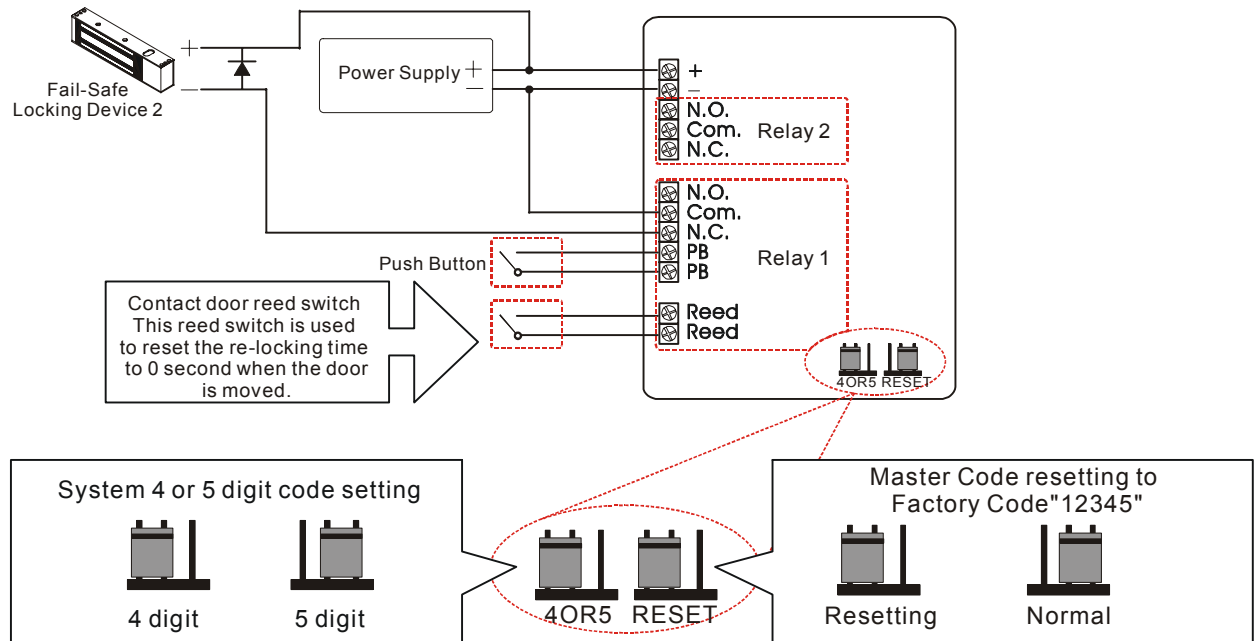 Fail-Safe
Locking Device 2
+
−
Power Supply +
−
+
−
N.O.
Com.
N.C.
Relay 2
N.O.
Com.
N.C.
PB
PB
Relay 1
Reed
Reed
Push Button
Contact door reed switch
This reed switch is used
to reset the re-locking time
to 0 second when the door
is moved.
4OR5 RESET
System 4 or 5 digit code setting
4 digit
5 digit
4OR5 RESET
Master Code resetting to
Factory Code"12345"
Resetting
Normal